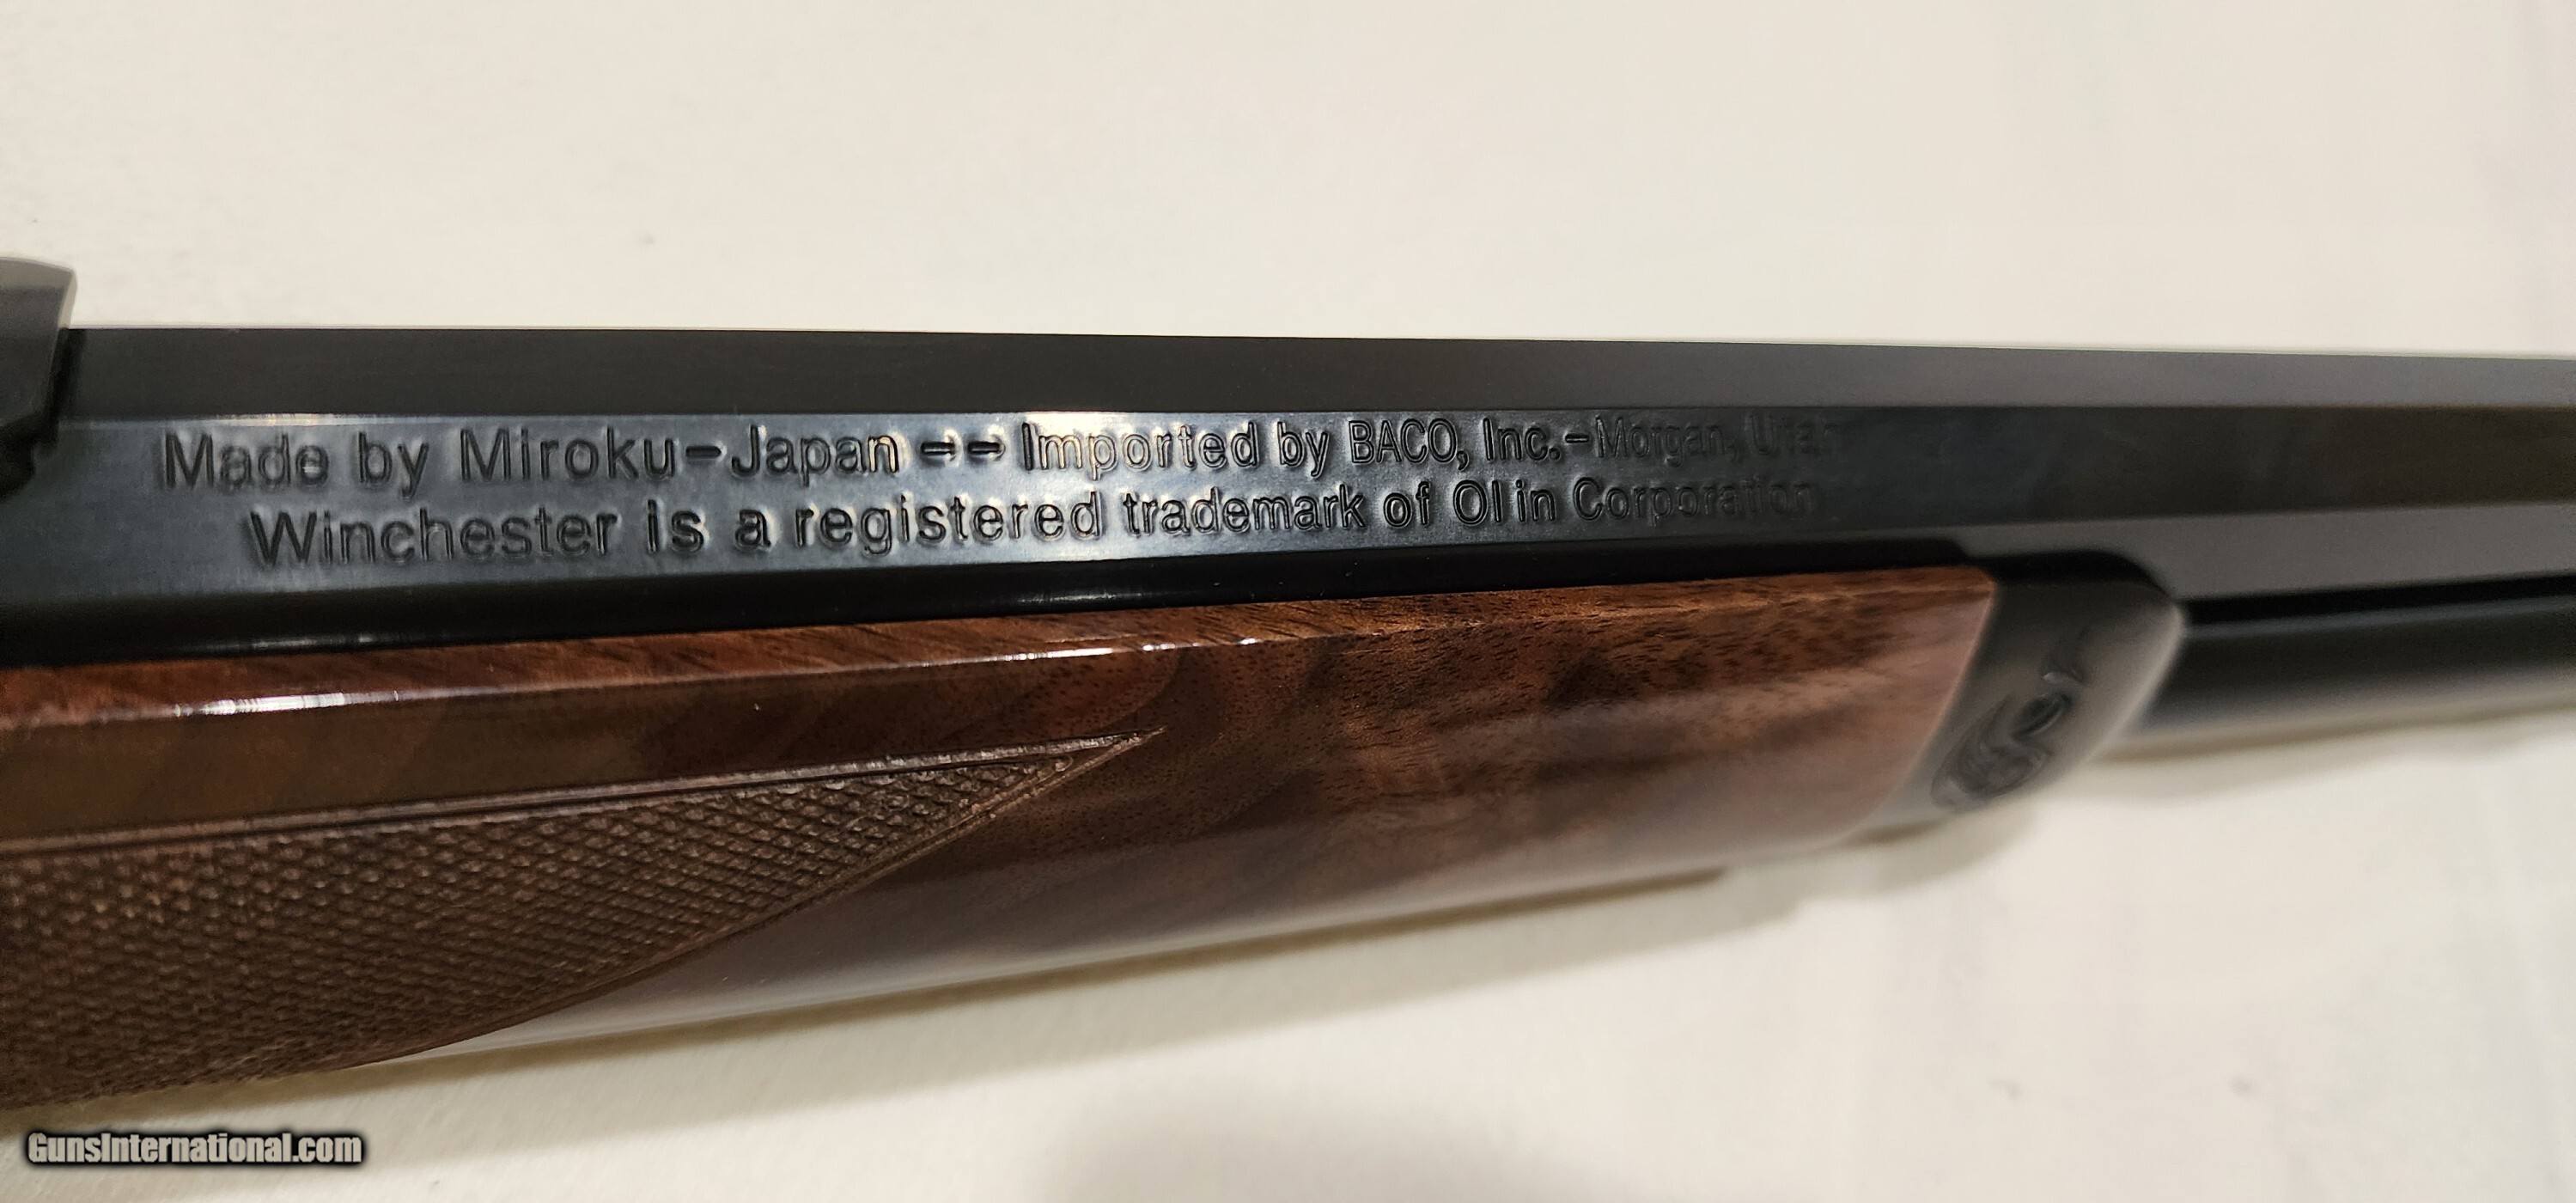 Made by Miroku-Japan -- Imported by BACO, Inc.-Morgan, Utah
Winchester is a registered trademark of Olin Corporation
GunsInternational.com